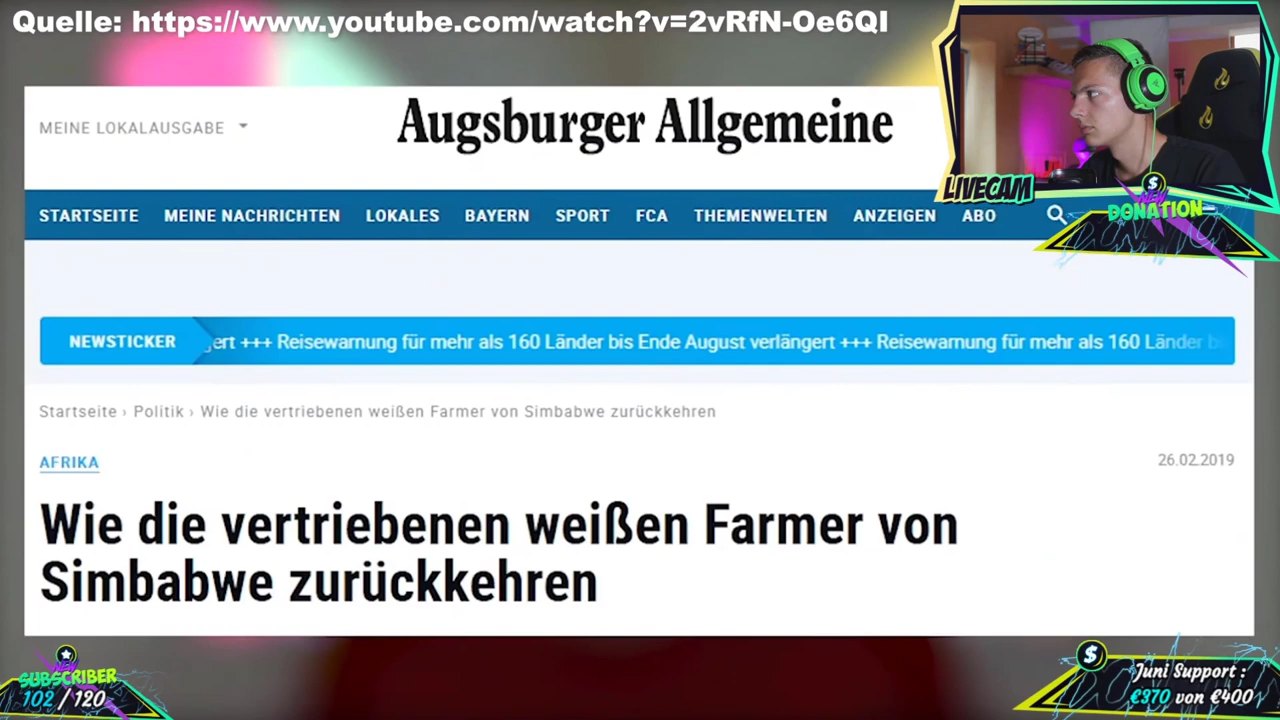 Quelle: https://www.youtube.com/watch?v=2vRfN-Oe6QI
MEINE LOKALAUSGABE
Augsburger Allgemeine
LIVECAM
STARTSEITE MEINE NACHRICHTEN LOKALES BAYERN SPORT FCA THEMENWELTEN ANZEIGEN ABO
$
NEW
DONATION
NEWSTICKER gert +++ Reisewarnung für mehr als 160 Länder bis Ende August verlängert +++ Reisewarnung für mehr als 160 Länder b
Startseite › Politik › Wie die vertriebenen weißen Farmer von Simbabwe zurückkehren
AFRIKA
26.02.2019
Wie die vertriebenen weißen Farmer von
Simbabwe zurückkehren
NEW
SUBSCRIBER
102 / 120
$
Juni Support :
€370 von €400